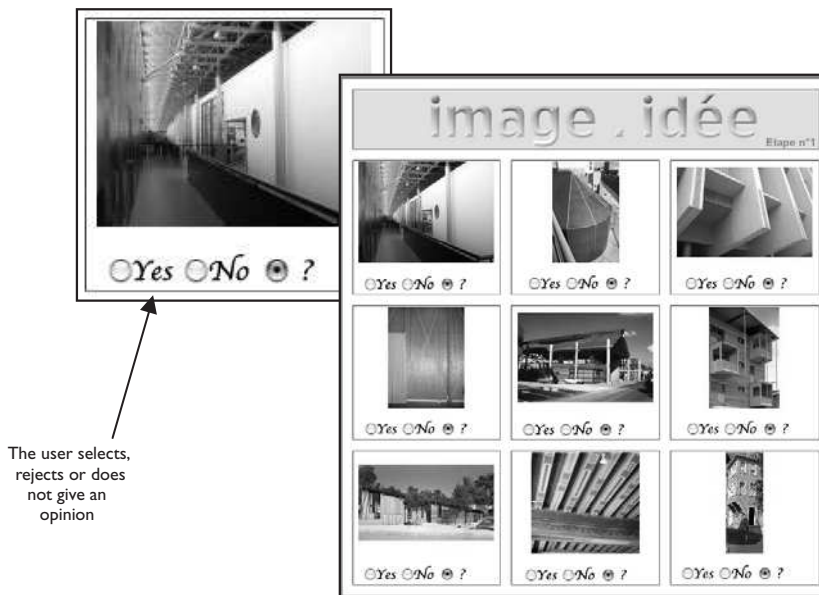 Yes No ?
image . idée
Etape n°1
Yes No ? Yes No ? Yes No ?
Yes No ? Yes No ? Yes No ?
Yes No ? Yes No ? Yes No ?
The user selects,
rejects or does
not give an
opinion